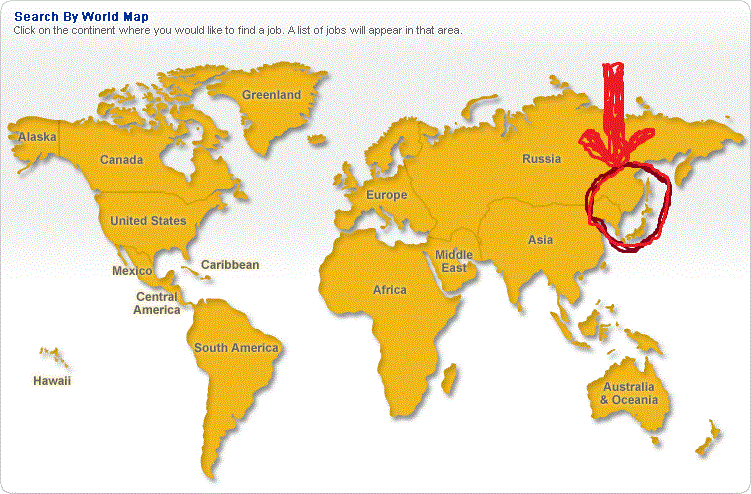 Search By World Map
Click on the continent where you would like to find a job. A list of jobs will appear in that area.
Greenland
Alaska
Canada
Russia
Europe
United States
Asia
Middle
East
Caribbean
Mexico
Africa
Central
America
South America
Hawaii
Australia
& Oceania